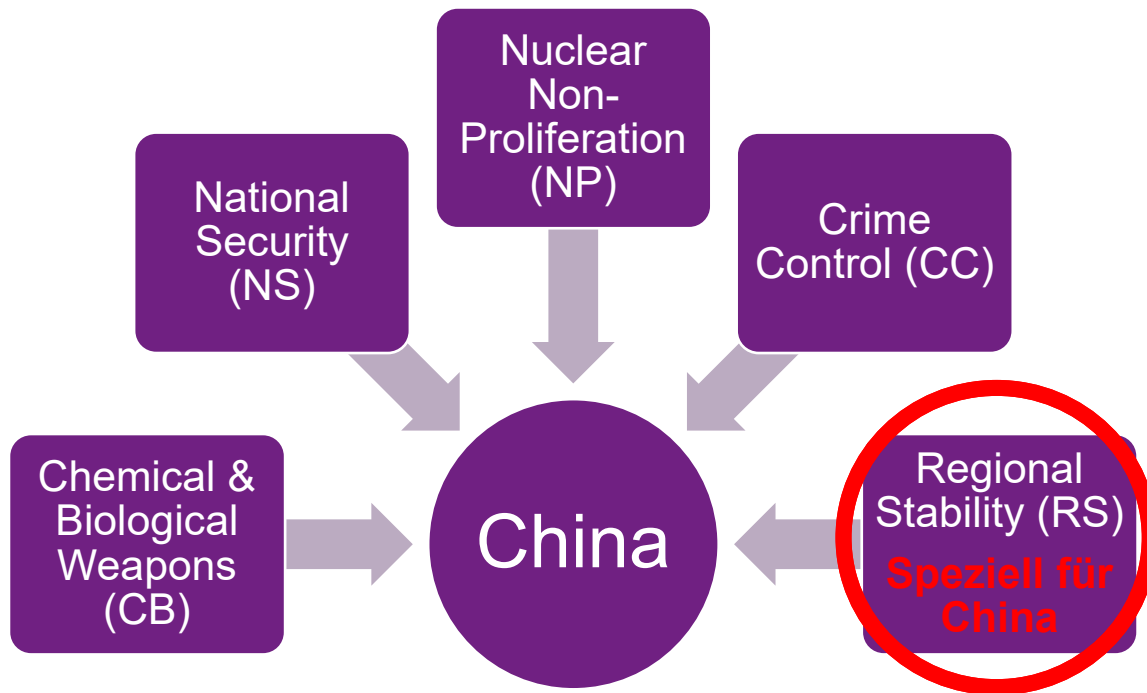 Nuclear
Non-
Proliferation
(NP)
National
Security
(NS)
Crime
Control (CC)
Chemical &
Biological
Weapons
(CB)
China
Regional
Stability (RS)
Speziell für
China